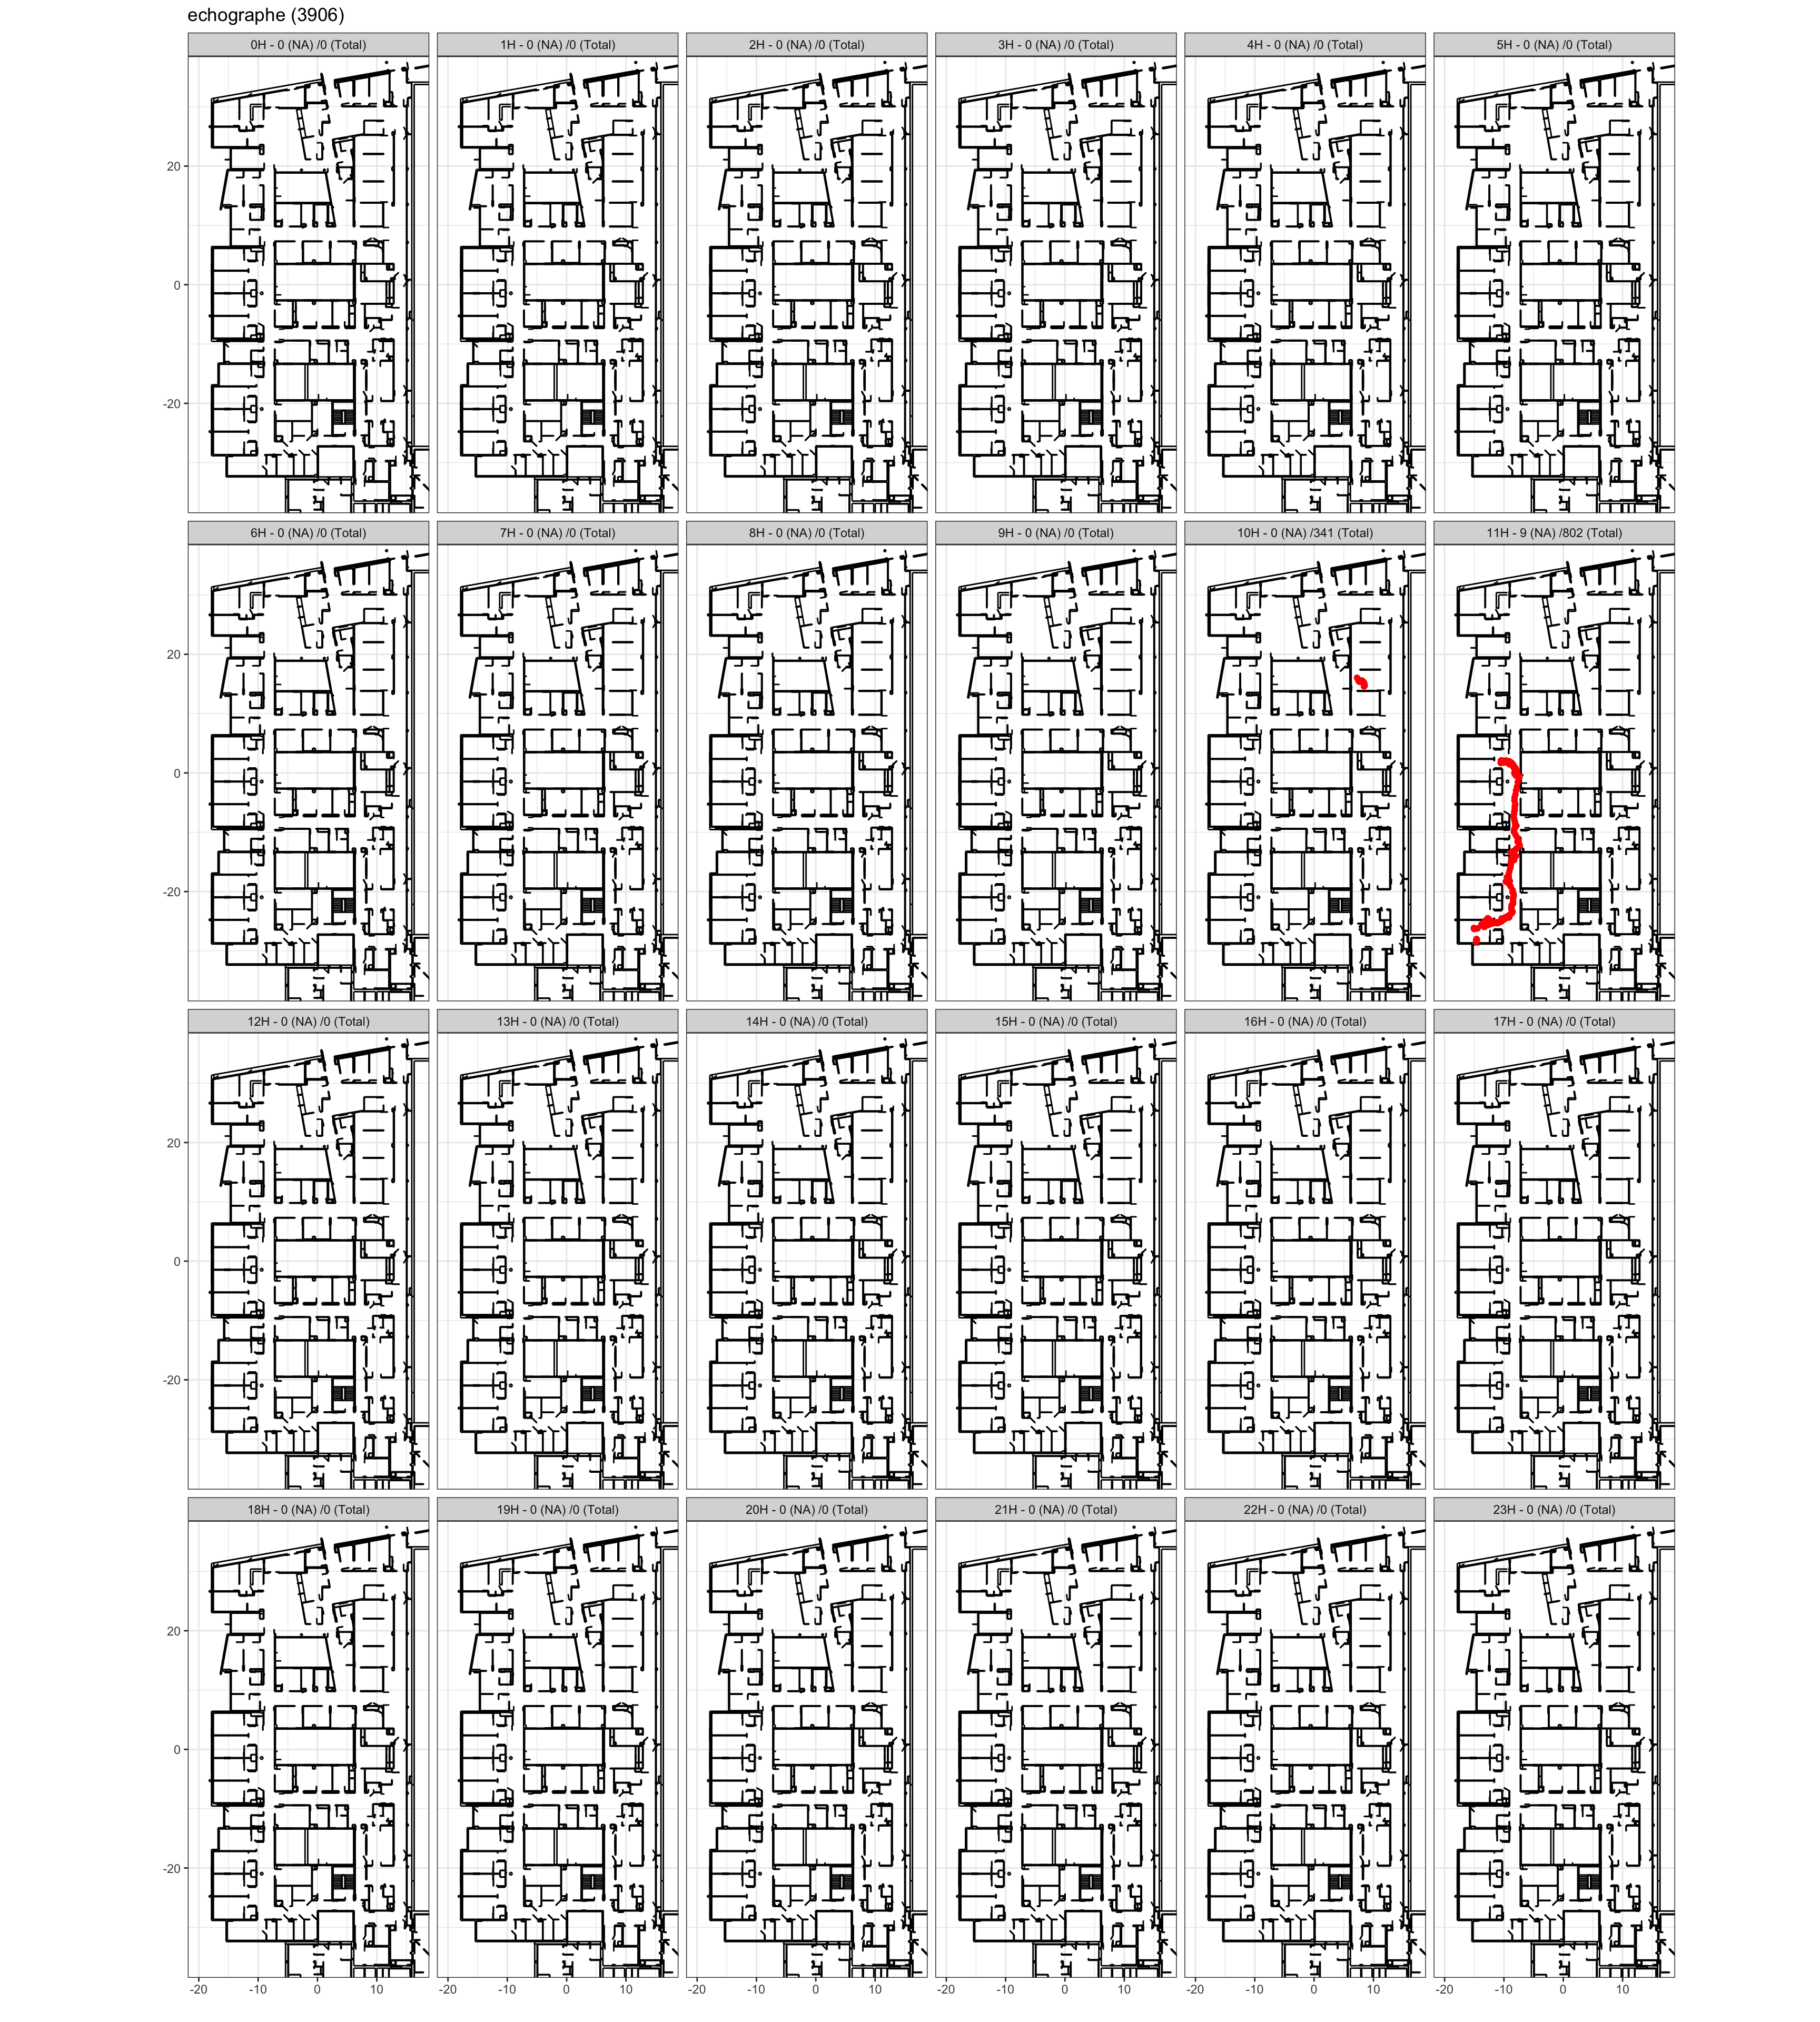 echographe (3906)
0H - 0 (NA) /0 (Total)
1H - 0 (NA) /0 (Total)
2H - 0 (NA) /0 (Total)
3H - 0 (NA) /0 (Total)
4H - 0 (NA) /0 (Total)
5H - 0 (NA) /0 (Total)
20
0
-20
6H - 0 (NA) /0 (Total)
7H - 0 (NA) /0 (Total)
8H - 0 (NA) /0 (Total)
9H - 0 (NA) /0 (Total)
10H - 0 (NA) /341 (Total)
11H - 9 (NA) /802 (Total)
20
0
-20
12H - 0 (NA) /0 (Total)
13H - 0 (NA) /0 (Total)
14H - 0 (NA) /0 (Total)
15H - 0 (NA) /0 (Total)
16H - 0 (NA) /0 (Total)
17H - 0 (NA) /0 (Total)
20
0
-20
18H - 0 (NA) /0 (Total)
19H - 0 (NA) /0 (Total)
20H - 0 (NA) /0 (Total)
21H - 0 (NA) /0 (Total)
22H - 0 (NA) /0 (Total)
23H - 0 (NA) /0 (Total)
20
0
-20
-20 -10 0 10
-20 -10 0 10
-20 -10 0 10
-20 -10 0 10
-20 -10 0 10
-20 -10 0 10